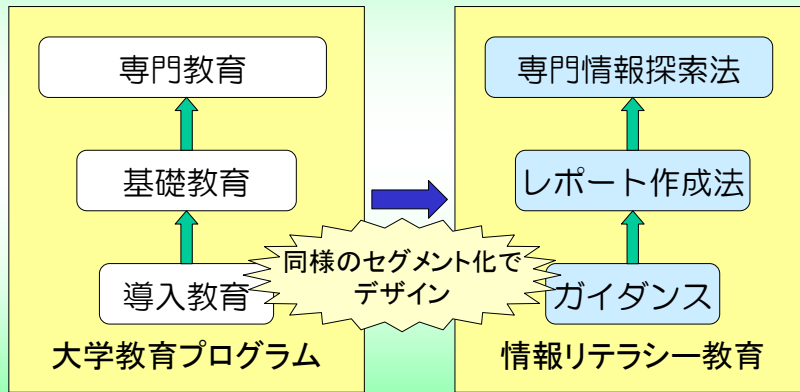 専門教育
基礎教育
導入教育
大学教育プログラム
同様のセグメント化で
デザイン
専門情報探索法
レポート作成法
ガイダンス
情報リテラシー教育